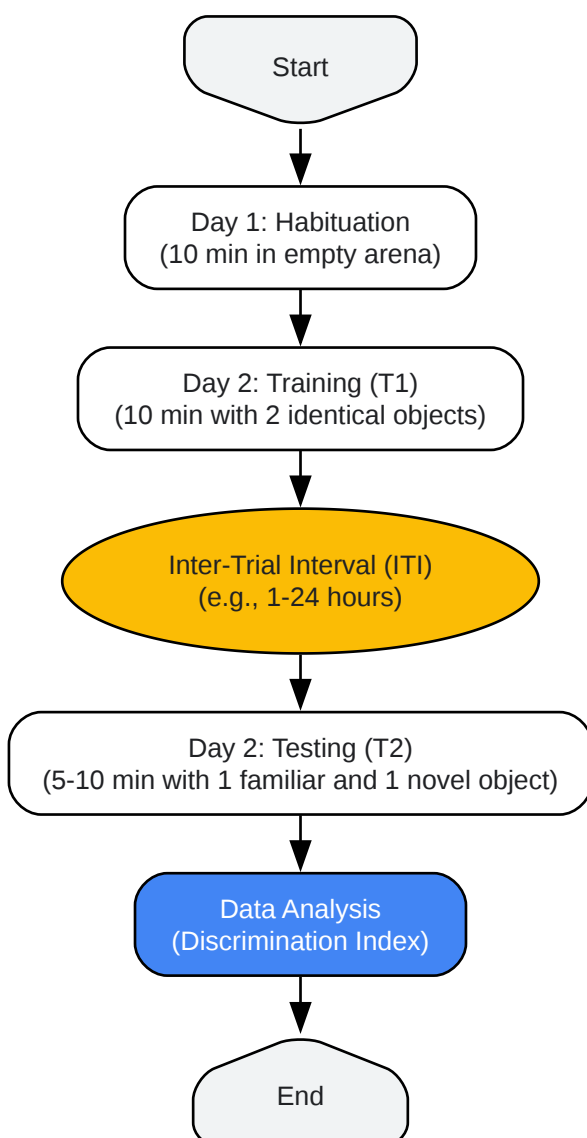 Start
Day 1: Habituation
(10 min in empty arena)
Day 2: Training (T1)
(10 min with 2 identical objects)
Inter-Trial Interval (ITI)
(e.g., 1-24 hours)
Day 2: Testing (T2)
(5-10 min with 1 familiar and 1 novel object)
Data Analysis
(Discrimination Index)
End